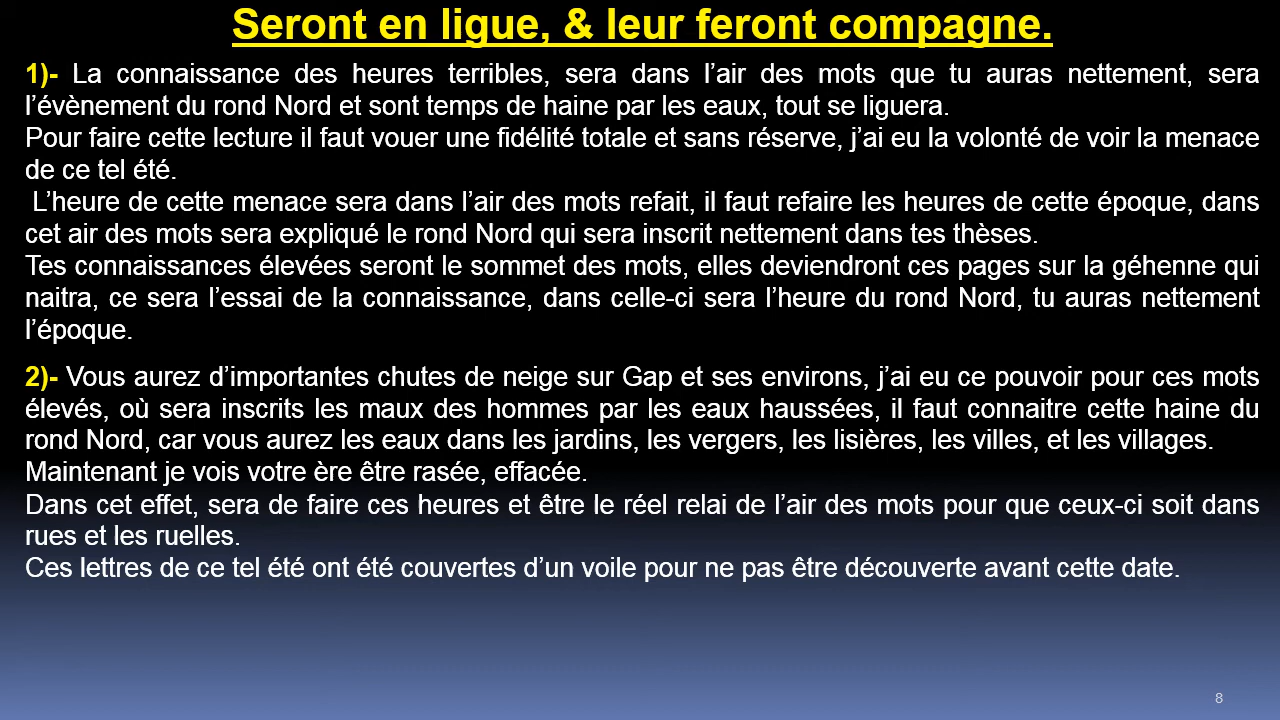 Seront en ligue, & leur feront compagne.
1)- La connaissance des heures terribles, sera dans l’air des mots que tu auras nettement, sera
l’évènement du rond Nord et sont temps de haine par les eaux, tout se liguera.
Pour faire cette lecture il faut vouer une fidélité totale et sans réserve, j’ai eu la volonté de voir la menace
de ce tel été.
L’heure de cette menace sera dans l’air des mots refait, il faut refaire les heures de cette époque, dans
cet air des mots sera expliqué le rond Nord qui sera inscrit nettement dans tes thèses.
Tes connaissances élevées seront le sommet des mots, elles deviendront ces pages sur la géhenne qui
naitra, ce sera l’essai de la connaissance, dans celle-ci sera l’heure du rond Nord, tu auras nettement
l’époque.
2)- Vous aurez d’importantes chutes de neige sur Gap et ses environs, j’ai eu ce pouvoir pour ces mots
élevés, où sera inscrits les maux des hommes par les eaux haussées, il faut connaitre cette haine du
rond Nord, car vous aurez les eaux dans les jardins, les vergers, les lisières, les villes, et les villages.
Maintenant je vois votre ère être rasée, effacée.
Dans cet effet, sera de faire ces heures et être le réel relai de l’air des mots pour que ceux-ci soit dans
rues et les ruelles.
Ces lettres de ce tel été ont été couvertes d’un voile pour ne pas être découverte avant cette date.
8